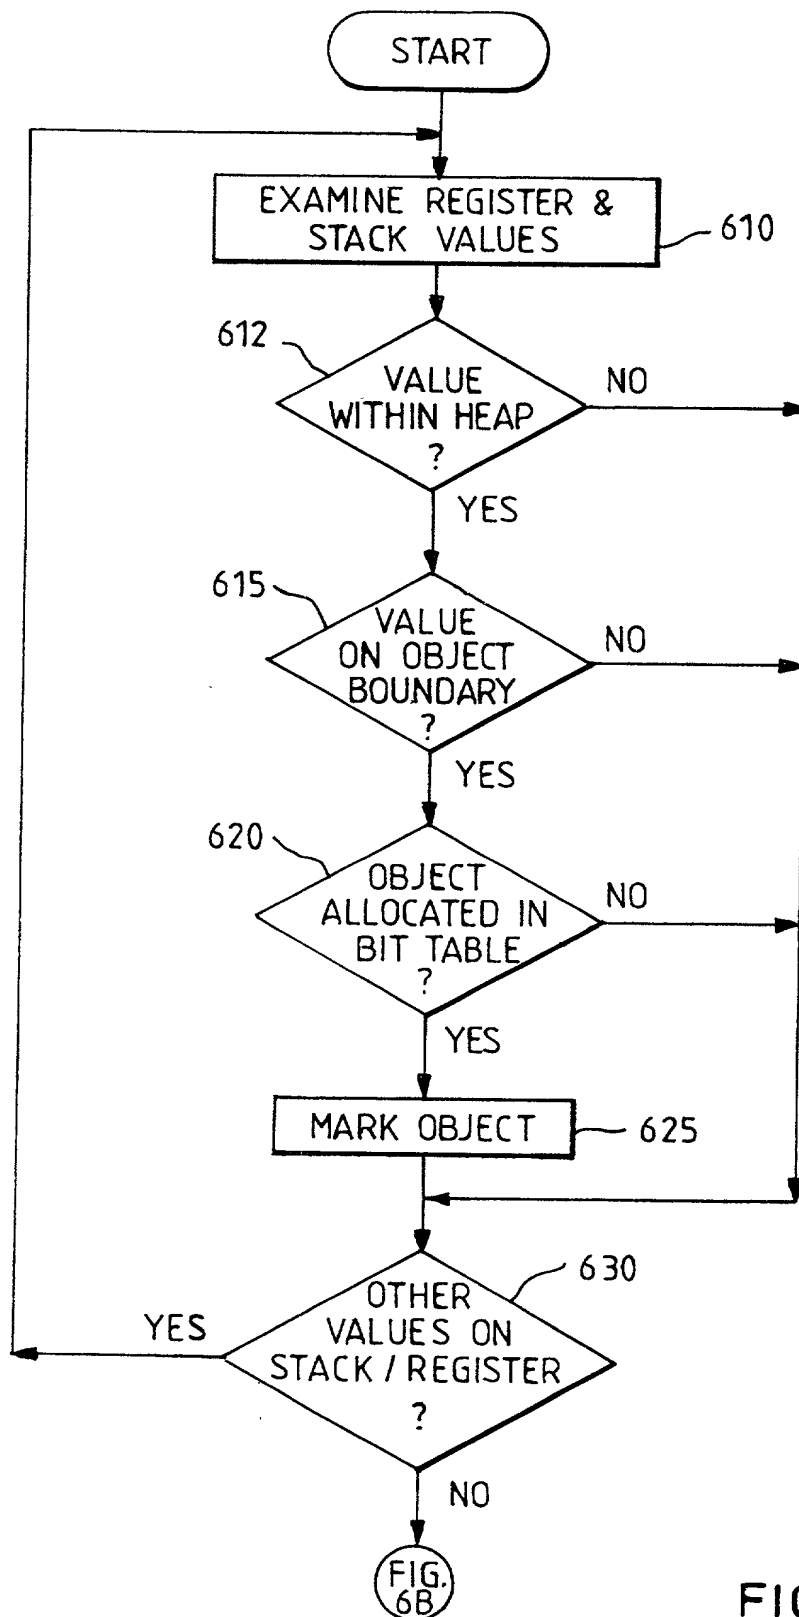 START
EXAMINE REGISTER &
STACK VALUES
610
612
VALUE
WITHIN HEAP
?
NO
YES
615
VALUE
ON OBJECT
BOUNDARY
?
NO
YES
620
OBJECT
ALLOCATED IN
BIT TABLE
?
NO
YES
MARK OBJECT
625
630
OTHER
VALUES ON
STACK / REGISTER
?
YES
NO
FIG.
6B